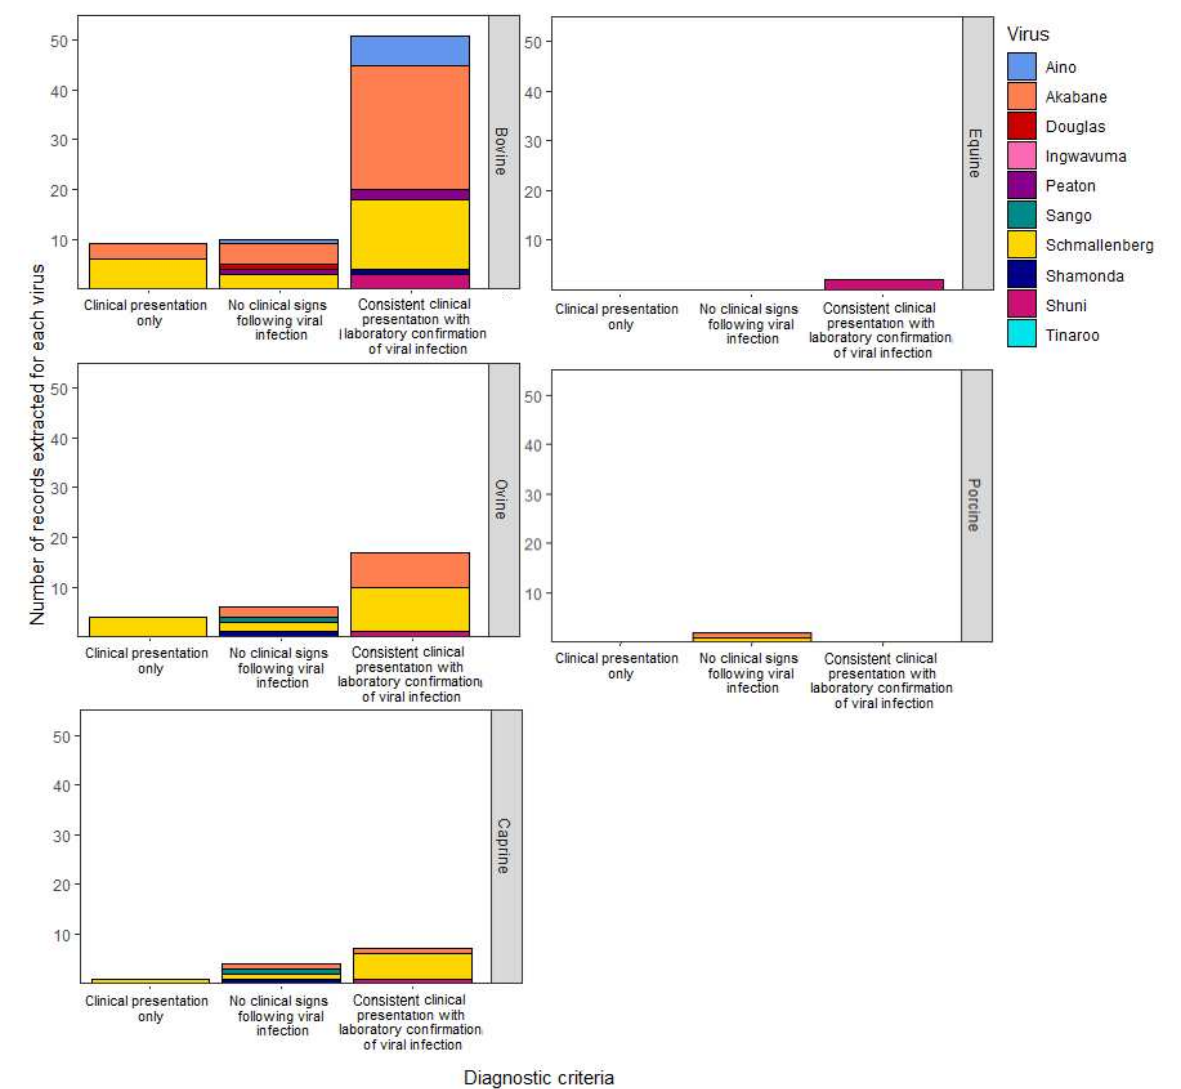 Number of records extracted for each virus
50
40
30
20
10
Bovine
Clinical presentation
only
No clinical signs
following viral
infection
Consistent clinical
presentation with
laboratory confirmation
of viral infection
50
40
30
20
10
Equine
Clinical presentation
only
No clinical signs
following viral
infection
Consistent clinical
presentation with
laboratory confirmation
of viral infection
Virus
Aino
Akabane
Douglas
Ingwavuma
Peaton
Sango
Schmallenberg
Shamonda
Shuni
Tinaroo
50
40
30
20
10
Ovine
Clinical presentation
only
No clinical signs
following viral
infection
Consistent clinical
presentation with
laboratory confirmation
of viral infection
50
40
30
20
10
Porcine
Clinical presentation
only
No clinical signs
following viral
infection
Consistent clinical
presentation with
laboratory confirmation
of viral infection
50
40
30
20
10
Caprine
Clinical presentation
only
No clinical signs
following viral
infection
Consistent clinical
presentation with
laboratory confirmation
of viral infection
Diagnostic criteria